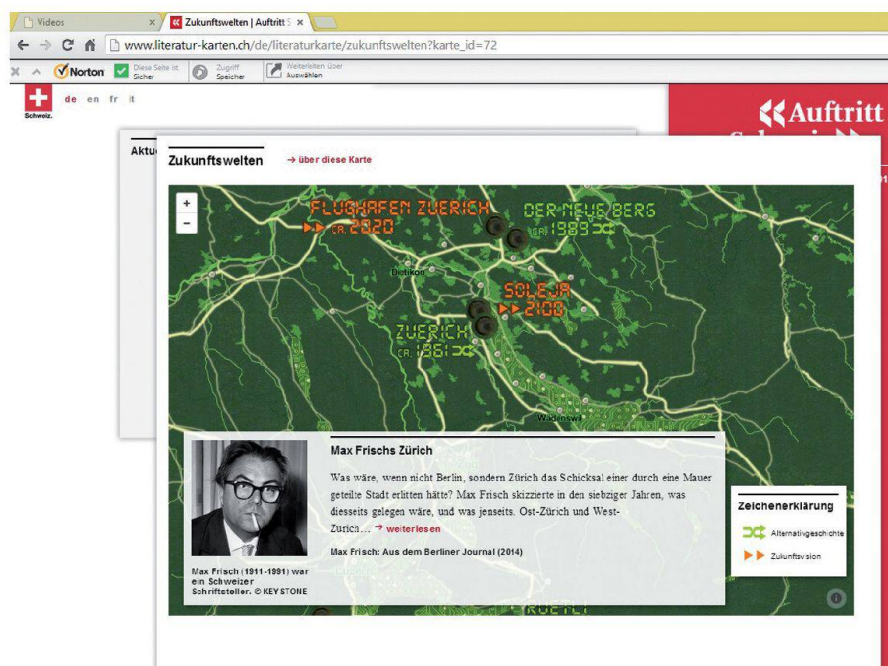 Videos
Zukunftswelten | Auftritt S
www.literatur-karten.ch/de/literaturkarte/zukunftswelten?karte_id=72
Norton
Diese Seite ist
Sicher
Zugriff
Speicher
Weiterleiten über
Auswählen
Schweiz.
de en fr it
Auftritt
Aktu
Zukunftswelten
→ über diese Karte
+
−
FLUGHAFEN ZUERICH
CA. 2020
DER NEUE BERG
CA. 1989
Dietikon
SOLEJA
2100
ZUERICH
CA. 1961
Wädenswil
Max Frischs Zürich
Was wäre, wenn nicht Berlin, sondern Zürich das Schicksal einer durch eine Mauer
geteilte Stadt erlitten hätte? Max Frisch skizzierte in den siebziger Jahren, was
diesseits gelegen wäre, und was jenseits. Ost-Zürich und West-
Zürich… → weiterlesen
Max Frisch: Aus dem Berliner Journal (2014)
Max Frisch (1911-1991) war
ein Schweizer
Schriftsteller. © KEYSTONE
Zeichenerklärung
Alternativgeschichte
Zukunftsvision
RUETLI